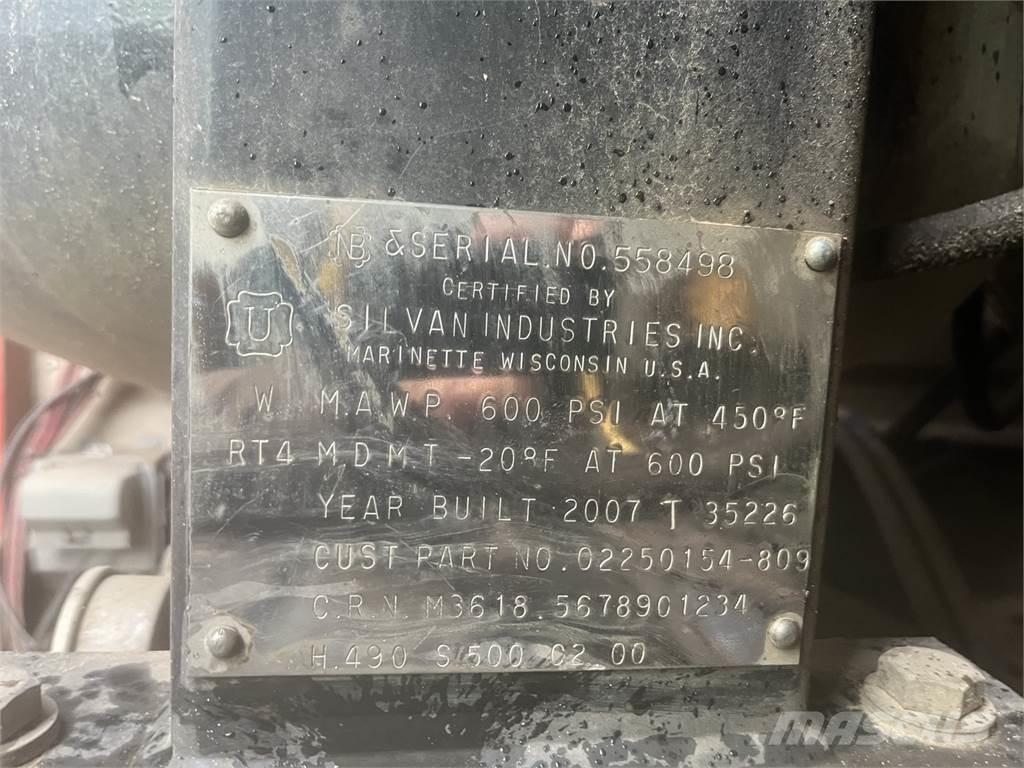 NB & SERIAL.NO.558498
CERTIFIED BY
U SILVAN INDUSTRIES INC.
MARINETTE WISCONSIN U.S.A.
W M.A.W.P. 600 PSI AT 450°F
RT4 M D M T -20°F AT 600 PSI
YEAR BUILT 2007 T 35226
CUST PART NO. 02250154-809
C.R.N. M3618.5678901234
H.490 S.500 C2.00
MASCUS